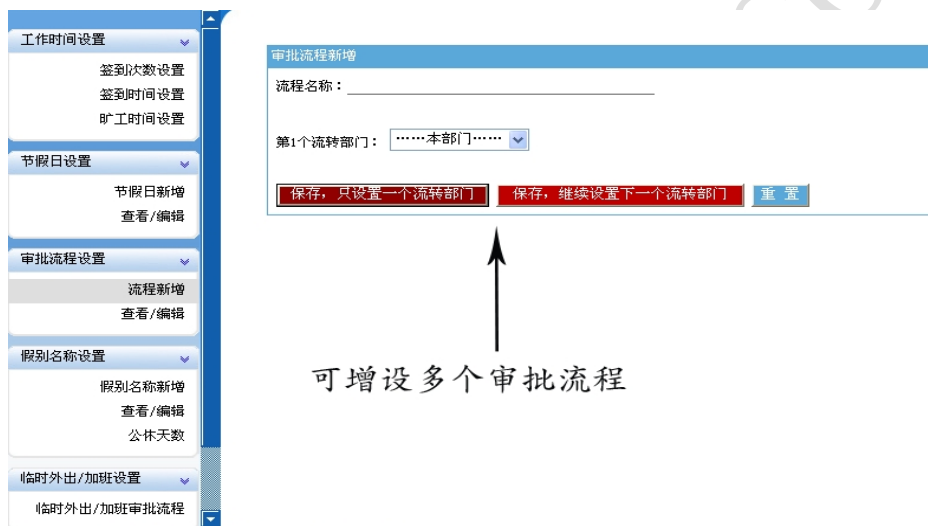 工作时间设置
签到次数设置
签到时间设置
旷工时间设置
节假日设置
节假日新增
查看/编辑
审批流程设置
流程新增
查看/编辑
假别名称设置
假别名称新增
查看/编辑
公休天数
临时外出/加班设置
临时外出/加班审批流程
审批流程新增
流程名称：
第1个流转部门： ……本部门……
保存，只设置一个流转部门 保存，继续设置下一个流转部门 重 置
可增设多个审批流程